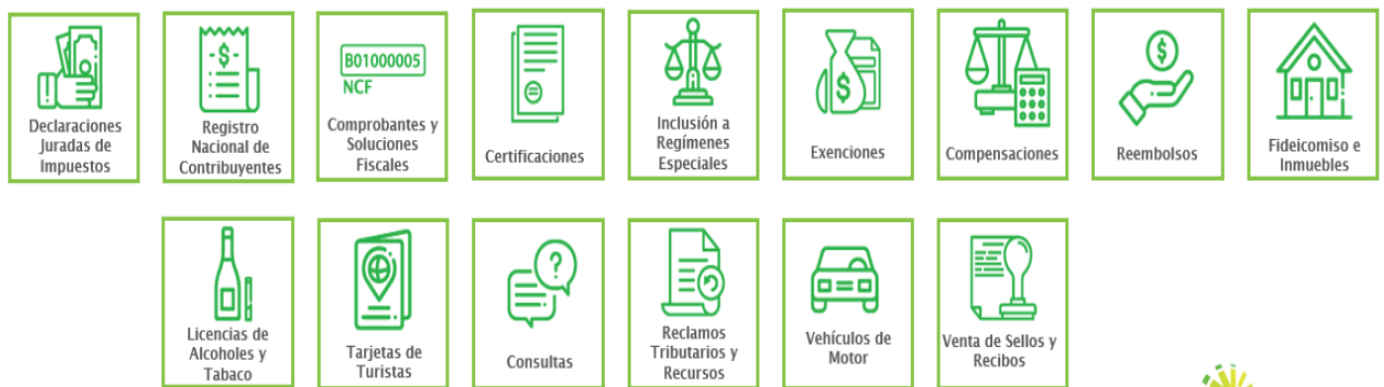 Declaraciones
Juradas de
Impuestos
-$-
Registro
Nacional de
Contribuyentes
B01000005
NCF
Comprobantes y
Soluciones
Fiscales
Certificaciones
Inclusión a
Regímenes
Especiales
$
Exenciones
Compensaciones
$
Reembolsos
Fideicomiso e
Inmuebles
Licencias de
Alcoholes y
Tabaco
Tarjetas de
Turistas
?
Consultas
Reclamos
Tributarios y
Recursos
Vehículos de
Motor
Venta de Sellos y
Recibos